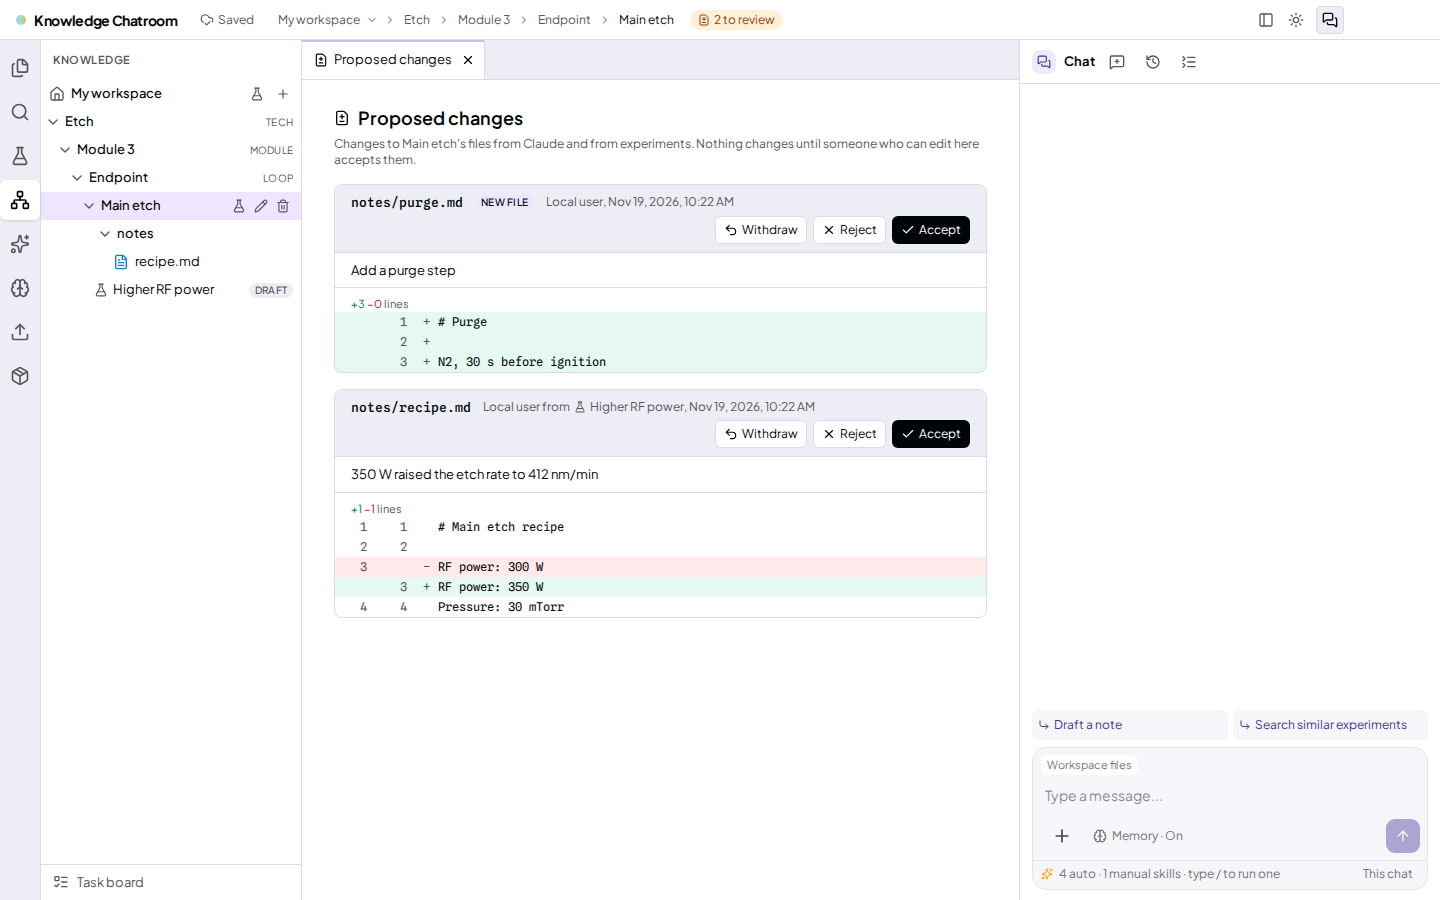 Knowledge Chatroom
Saved
My workspace
Etch
Module 3
Endpoint
Main etch
2 to review
KNOWLEDGE
My workspace
Etch TECH
Module 3 MODULE
Endpoint LOOP
Main etch
notes
recipe.md
Higher RF power DRAFT
Task board
Proposed changes
Proposed changes
Changes to Main etch's files from Claude and from experiments. Nothing changes until someone who can edit here
accepts them.
notes/purge.md NEW FILE Local user, Nov 19, 2026, 10:22 AM
Withdraw Reject Accept
Add a purge step
+3 −0 lines
1 + # Purge
2 +
3 + N2, 30 s before ignition
notes/recipe.md Local user from Higher RF power, Nov 19, 2026, 10:22 AM
Withdraw Reject Accept
350 W raised the etch rate to 412 nm/min
+1 −1 lines
1 1 # Main etch recipe
2 2
3 − RF power: 300 W
3 + RF power: 350 W
4 4 Pressure: 30 mTorr
Chat
Draft a note
Search similar experiments
Workspace files
Type a message...
Memory · On
4 auto · 1 manual skills · type / to run one
This chat